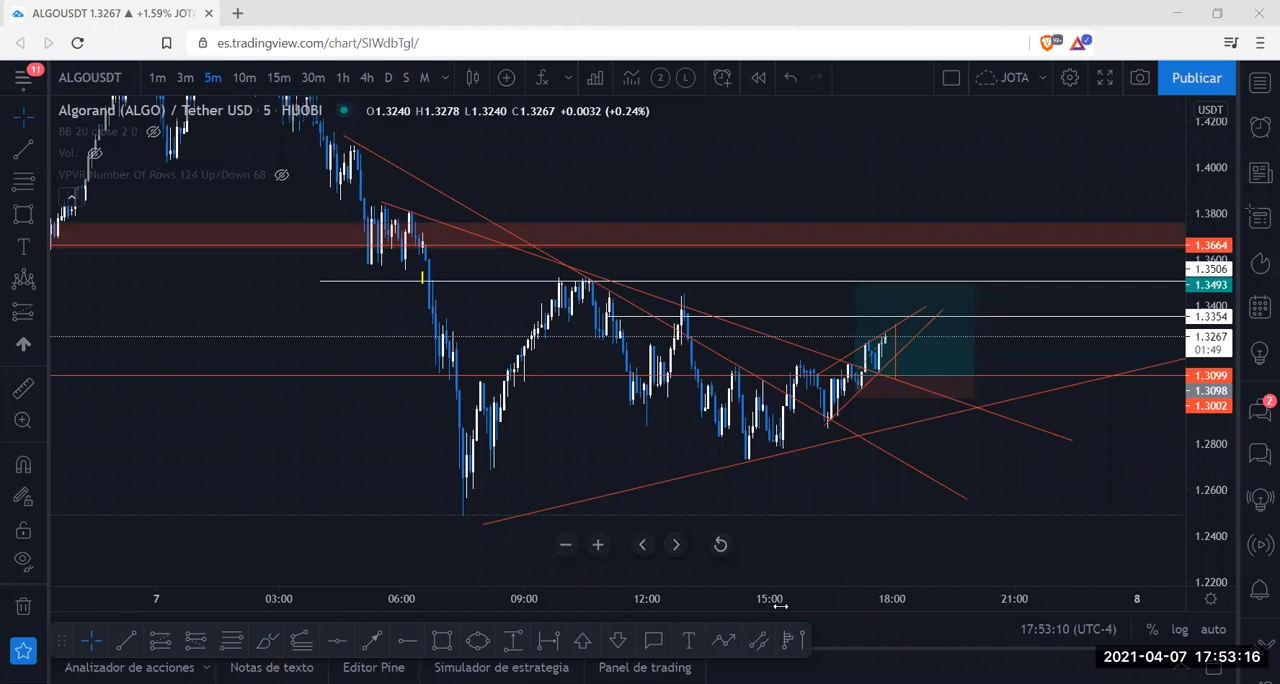 ALGOUSDT 1.3267 ▲ +1.59% JOTA
es.tradingview.com/chart/SIWdbTgl/
99+
11
ALGOUSDT 1m 3m 5m 10m 15m 30m 1h 4h D S M 2 L JOTA Publicar
Algorand (ALGO) / Tether USD · 5 · HUOBI O1.3240 H1.3278 L1.3240 C1.3267 +0.0032 (+0.24%)
BB 20 close 2 0
Vol.
VPVR Number Of Rows 124 Up/Down 68
USDT
1.4200
1.4000
1.3800
1.3664
1.3600
1.3506
1.3493
1.3400
1.3354
1.3267
01:49
1.3099
1.3098
1.3002
1.2800
1.2600
1.2400
1.2200
2
7 03:00 06:00 09:00 12:00 15:00 18:00 21:00 8
17:53:10 (UTC-4) % log auto
2021-04-07 17:53:16
Analizador de acciones Notas de texto Editor Pine Simulador de estrategia Panel de trading